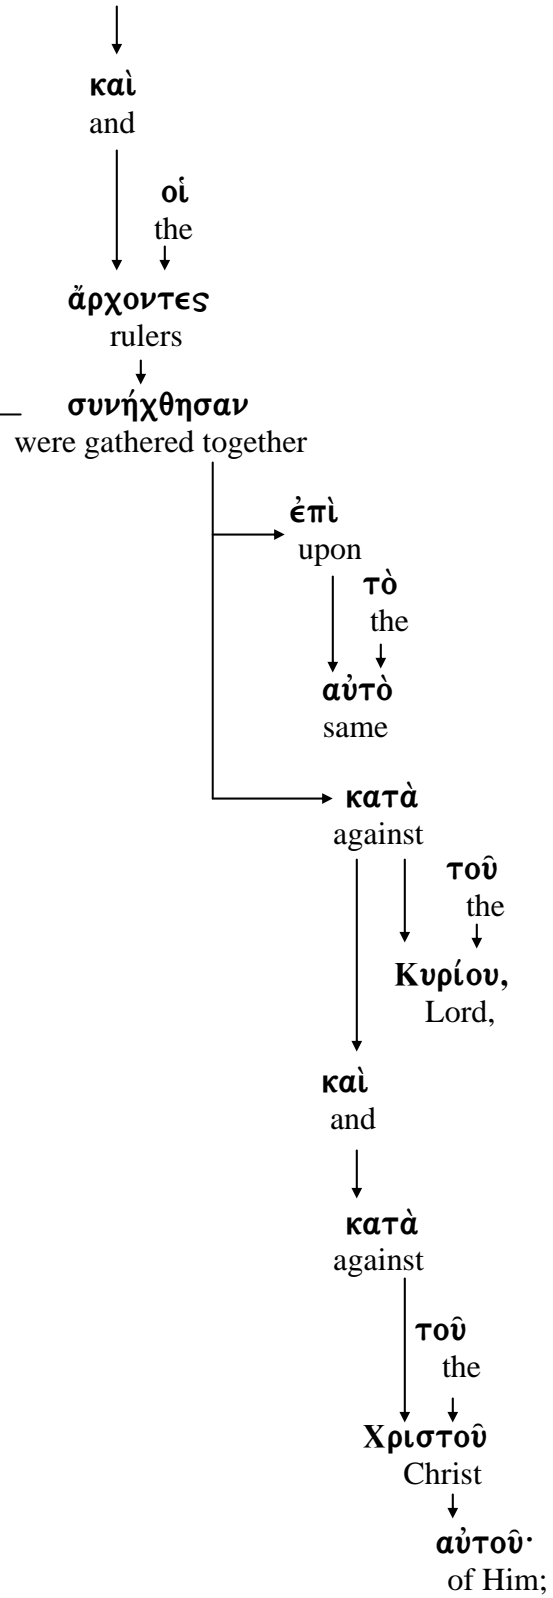 καὶ
and
οἱ
the
ἄρχοντες
rulers
συνήχθησαν
were gathered together
ἐπὶ
upon
τὸ
the
αὐτὸ
same
κατὰ
against
τοῦ
the
Κυρίου,
Lord,
καὶ
and
κατὰ
against
τοῦ
the
Χριστοῦ
Christ
αὐτοῦ·
of Him;